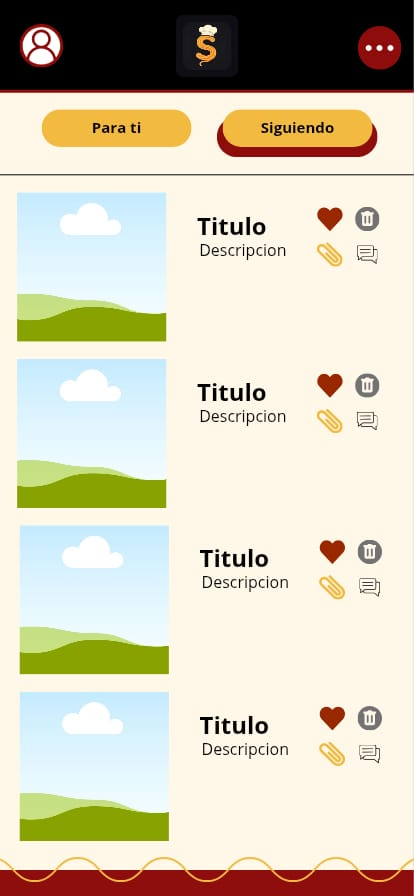 Para ti
Siguiendo
Titulo
Descripcion
Titulo
Descripcion
Titulo
Descripcion
Titulo
Descripcion